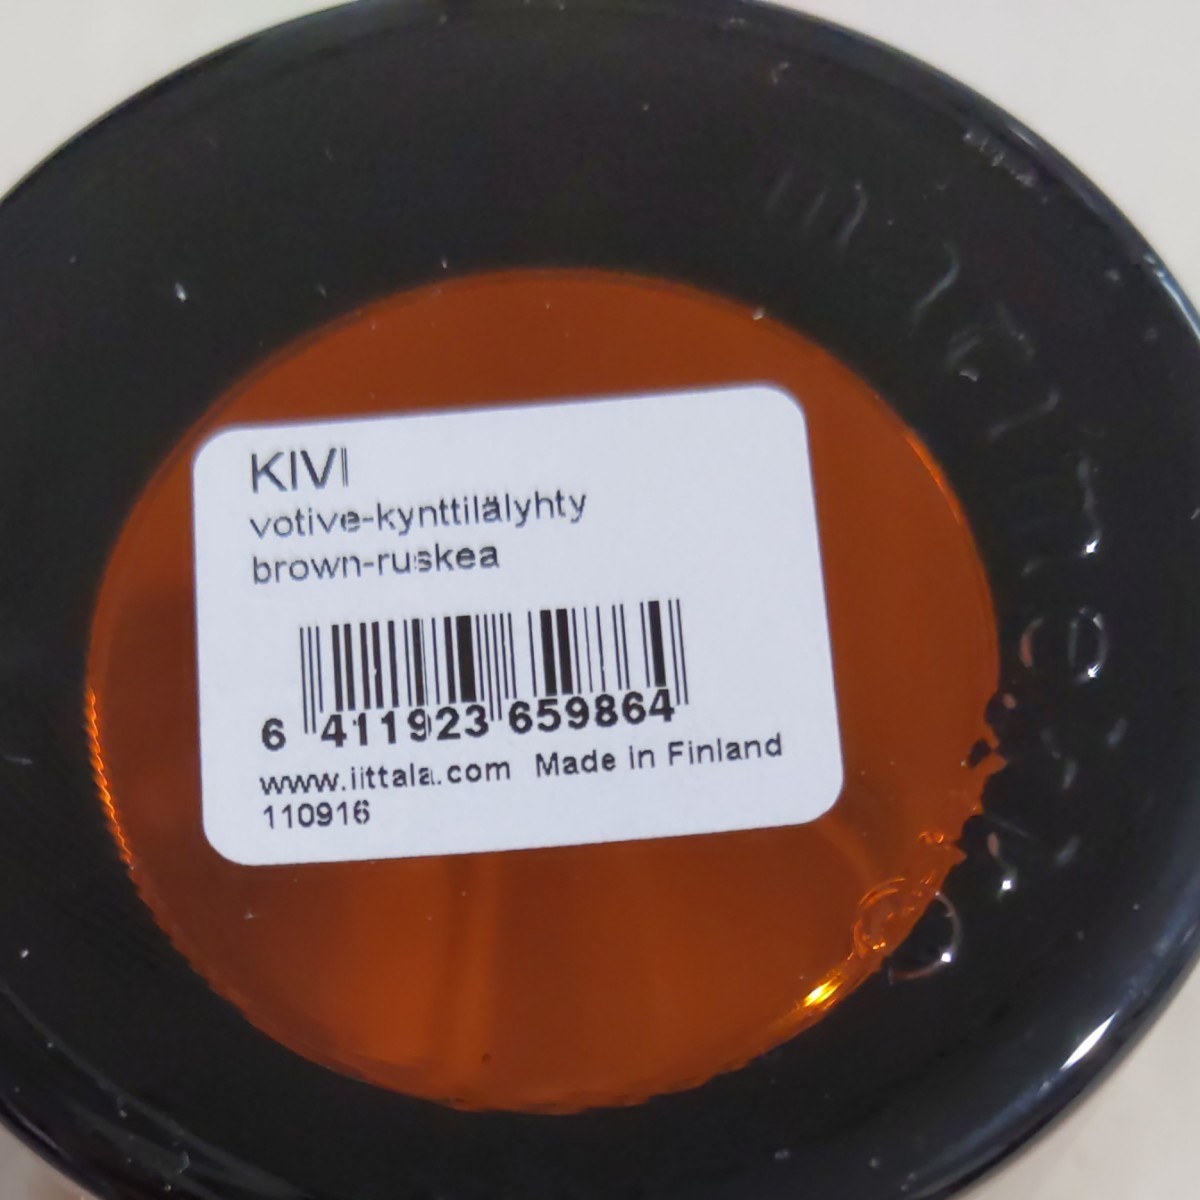 KIVI
votive-kynttilälyhty
brown-ruskea
6 411923 659864
www.iittala.com Made in Finland
110916